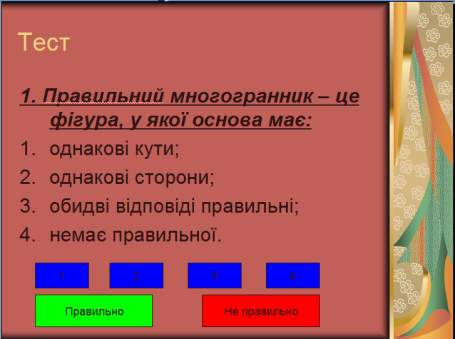 Тест
1. Правильний многогранник – це
фігура, у якої основа має:
1. однакові кути;
2. однакові сторони;
3. обидві відповіді правильні;
4. немає правильної.
1 2 3 4
Правильно Не правильно